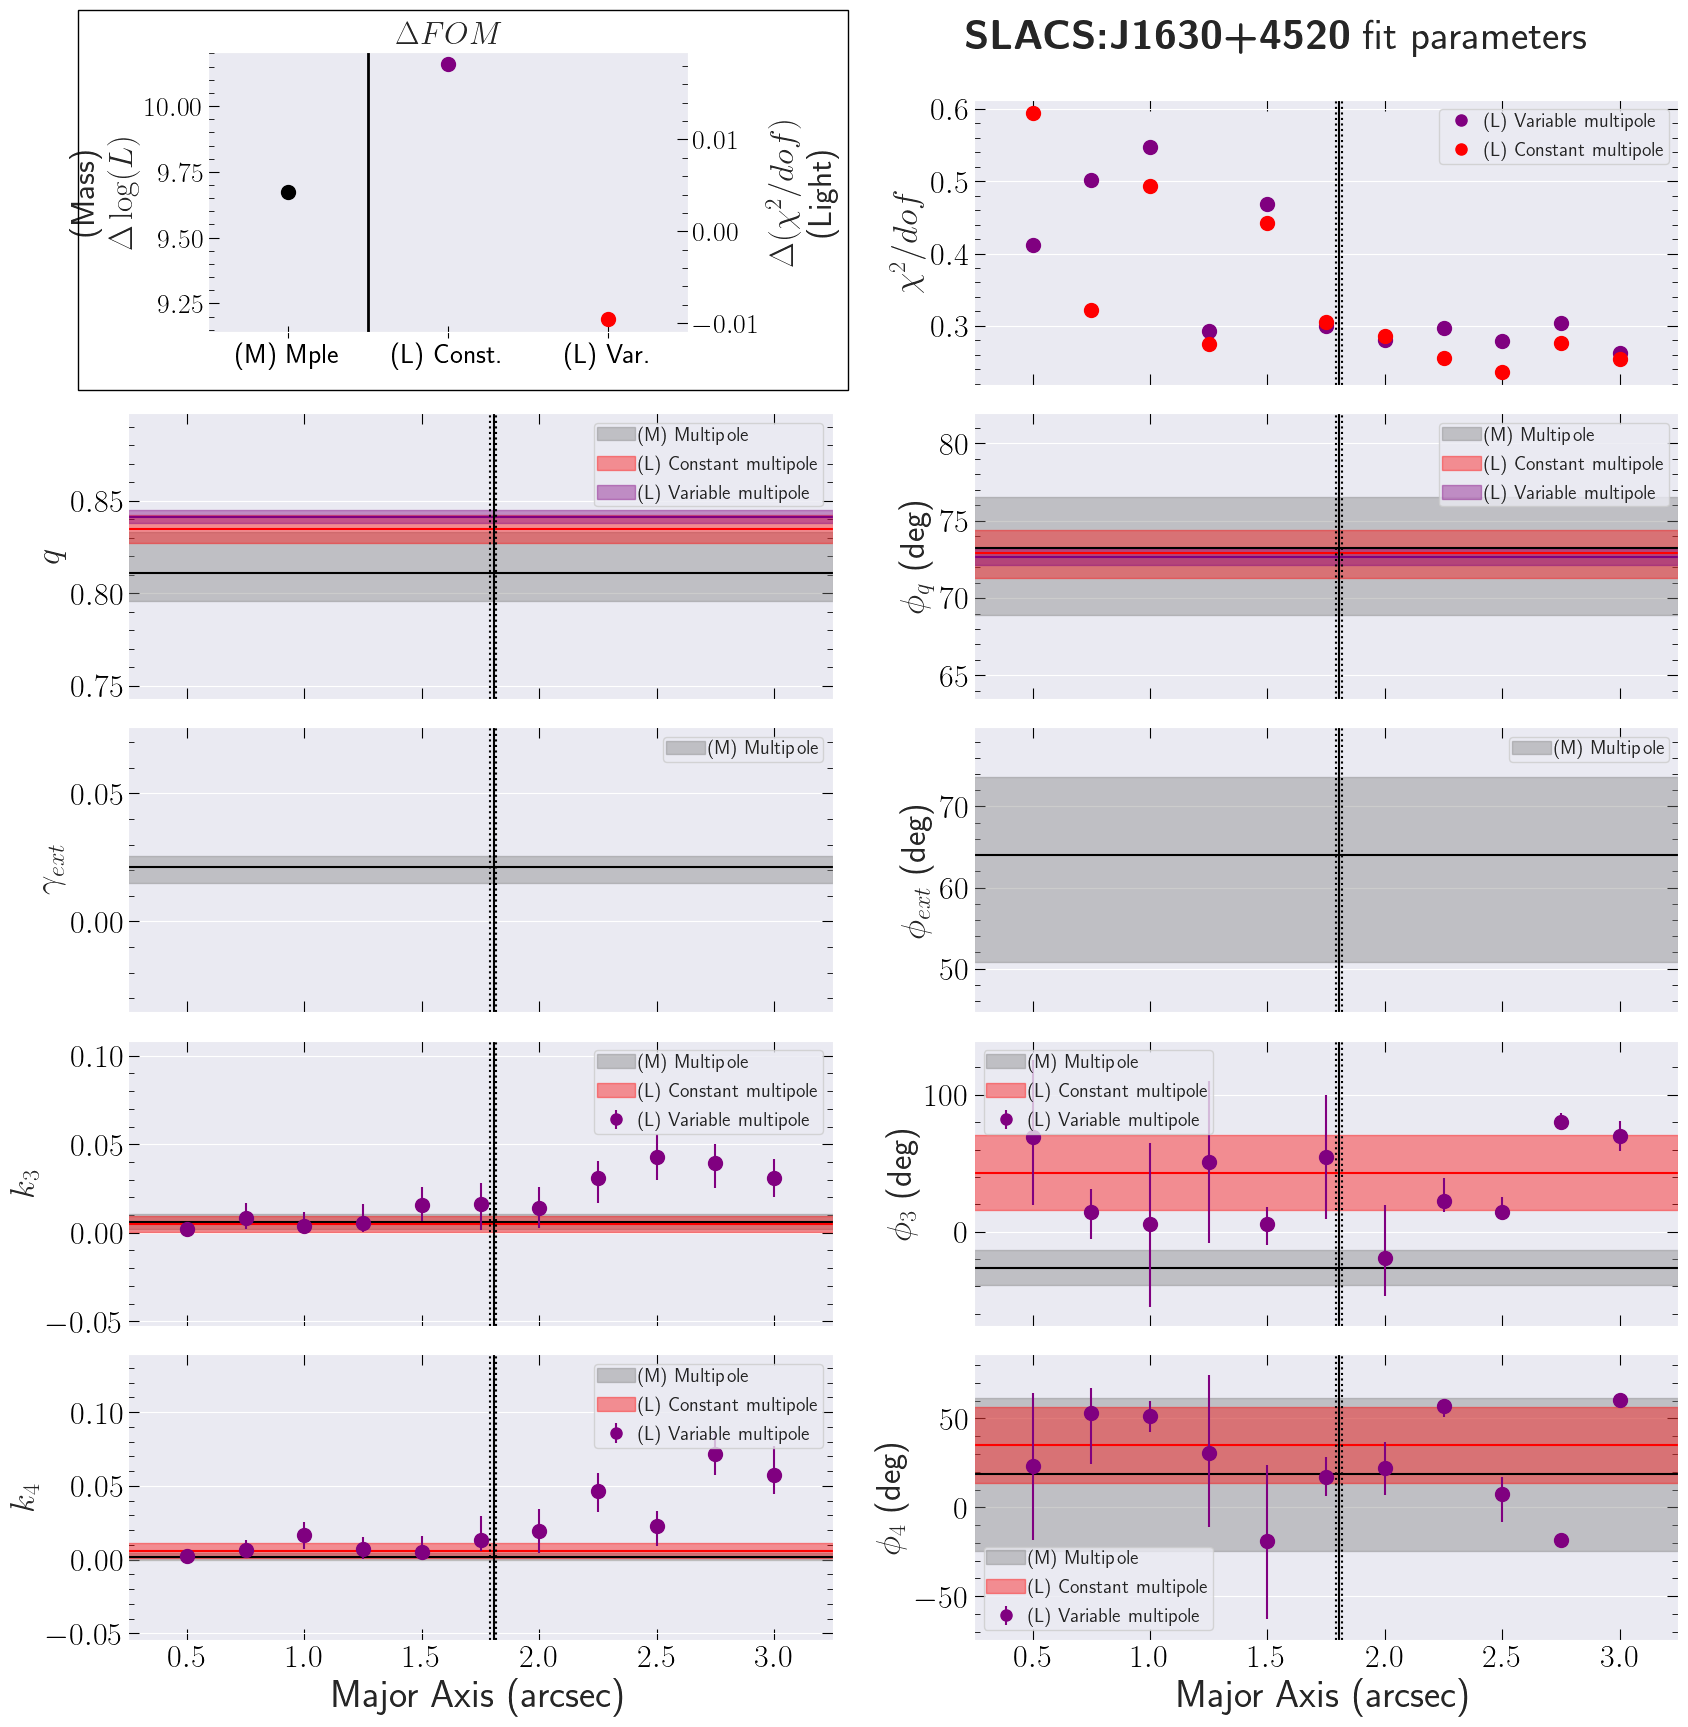 ΔFOM
SLACS:J1630+4520 fit parameters
(Mass)
Δ log(L)
10.00
9.75
9.50
9.25
0.01
0.00
−0.01
Δ(χ²/dof)
(Light)
(M) Mple
(L) Const.
(L) Var.
χ²/dof
0.6
0.5
0.4
0.3
(L) Variable multipole
(L) Constant multipole
q
0.85
0.80
0.75
(M) Multipole
(L) Constant multipole
(L) Variable multipole
ϕ_q (deg)
80
75
70
65
(M) Multipole
(L) Constant multipole
(L) Variable multipole
γ_ext
0.05
0.00
(M) Multipole
ϕ_ext (deg)
70
60
50
(M) Multipole
k₃
0.10
0.05
0.00
−0.05
(M) Multipole
(L) Constant multipole
(L) Variable multipole
ϕ₃ (deg)
100
0
(M) Multipole
(L) Constant multipole
(L) Variable multipole
k₄
0.10
0.05
0.00
−0.05
(M) Multipole
(L) Constant multipole
(L) Variable multipole
0.5 1.0 1.5 2.0 2.5 3.0
Major Axis (arcsec)
ϕ₄ (deg)
50
0
−50
(M) Multipole
(L) Constant multipole
(L) Variable multipole
0.5 1.0 1.5 2.0 2.5 3.0
Major Axis (arcsec)